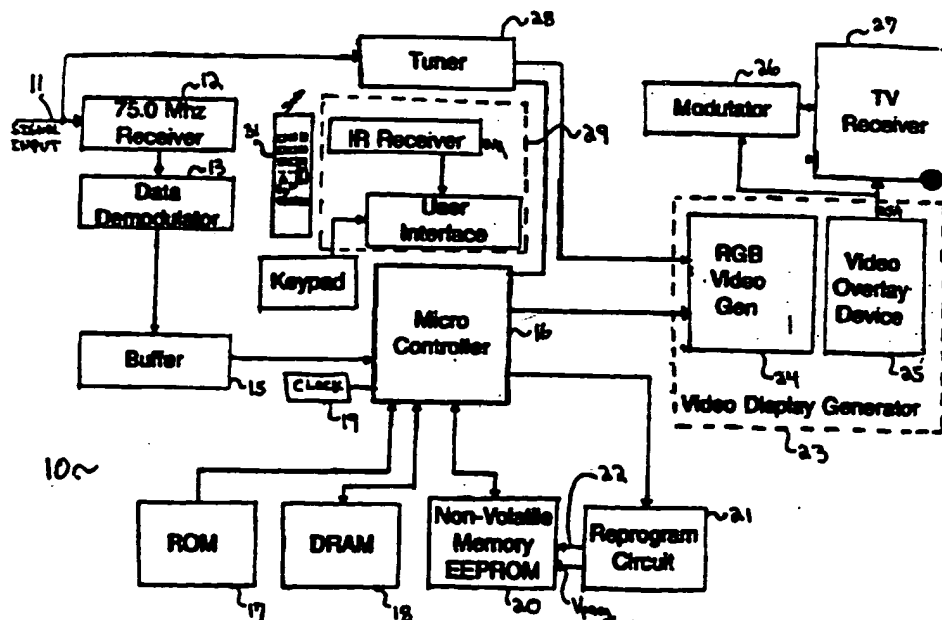 28
Tuner
27
TV
Receiver
26
Modulator
11
SIGNAL
INPUT
12
75.0 Mhz
Receiver
31
IR Receiver
29
13
Data
Demodulator
User
Interface
Keypad
RGB
Video
Gen
24
Video
Overlay
Device
25
Video Display Generator
23
Micro
Controller
16
Buffer
15
CLOCK
19
10
22
21
ROM
17
DRAM
18
Non-Volatile
Memory
EEPROM
20
Reprogram
Circuit